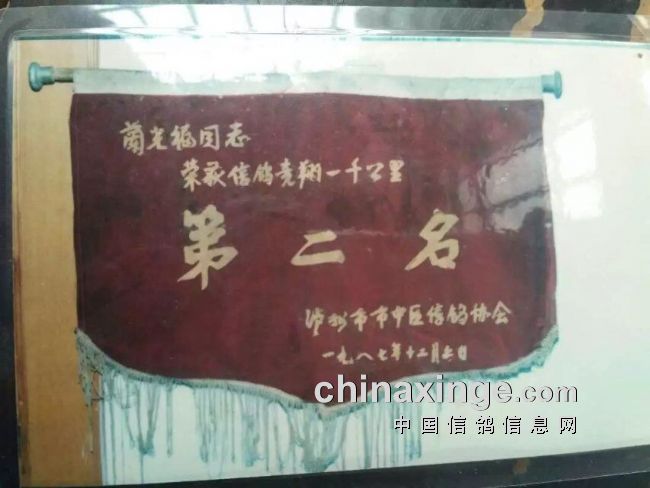 蘭光福同志
荣获信鸽竞翔一千公里
第二名
泸州市市中区信鸽协会
一九八七年十二月六日
chinaxinge.com
中国信鸽信息网